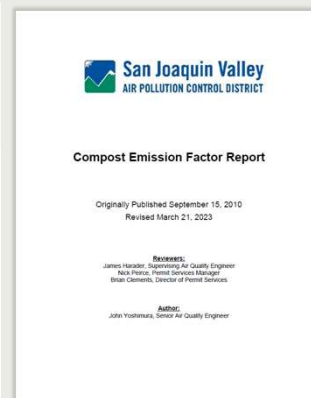 San Joaquin Valley
AIR POLLUTION CONTROL DISTRICT
Compost Emission Factor Report
Originally Published September 15, 2010
Revised March 21, 2023
Reviewers:
James Harader, Supervising Air Quality Engineer
Nick Peirce, Permit Services Manager
Brian Clements, Director of Permit Services
Author:
John Yoshimura, Senior Air Quality Engineer